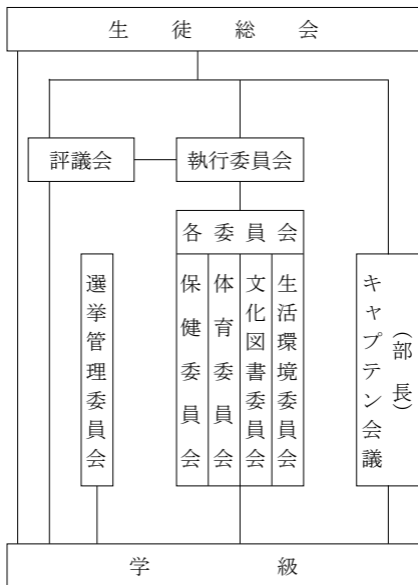 生徒総会
評議会
執行委員会
各委員会
選挙管理委員会
保健委員会
体育委員会
文化図書委員会
生活環境委員会
キャプテン会議
（部長）
学級